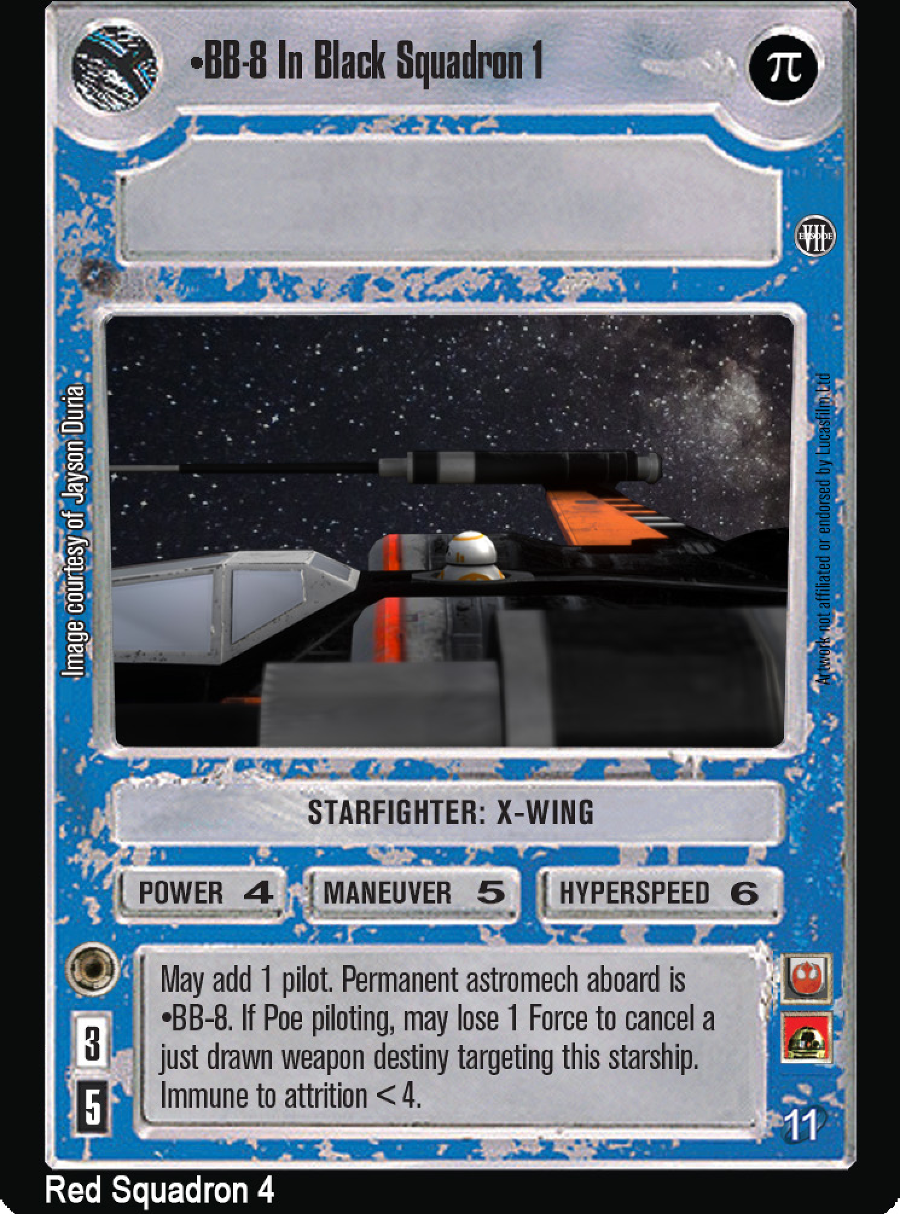 •BB-8 In Black Squadron 1
π
EPISODE
VII
Image courtesy of Jayson Duria
Artwork not affiliated or endorsed by Lucasfilm Ltd
STARFIGHTER: X-WING
POWER 4 MANEUVER 5 HYPERSPEED 6
May add 1 pilot. Permanent astromech aboard is
•BB-8. If Poe piloting, may lose 1 Force to cancel a
just drawn weapon destiny targeting this starship.
Immune to attrition < 4.
3
5
11
Red Squadron 4